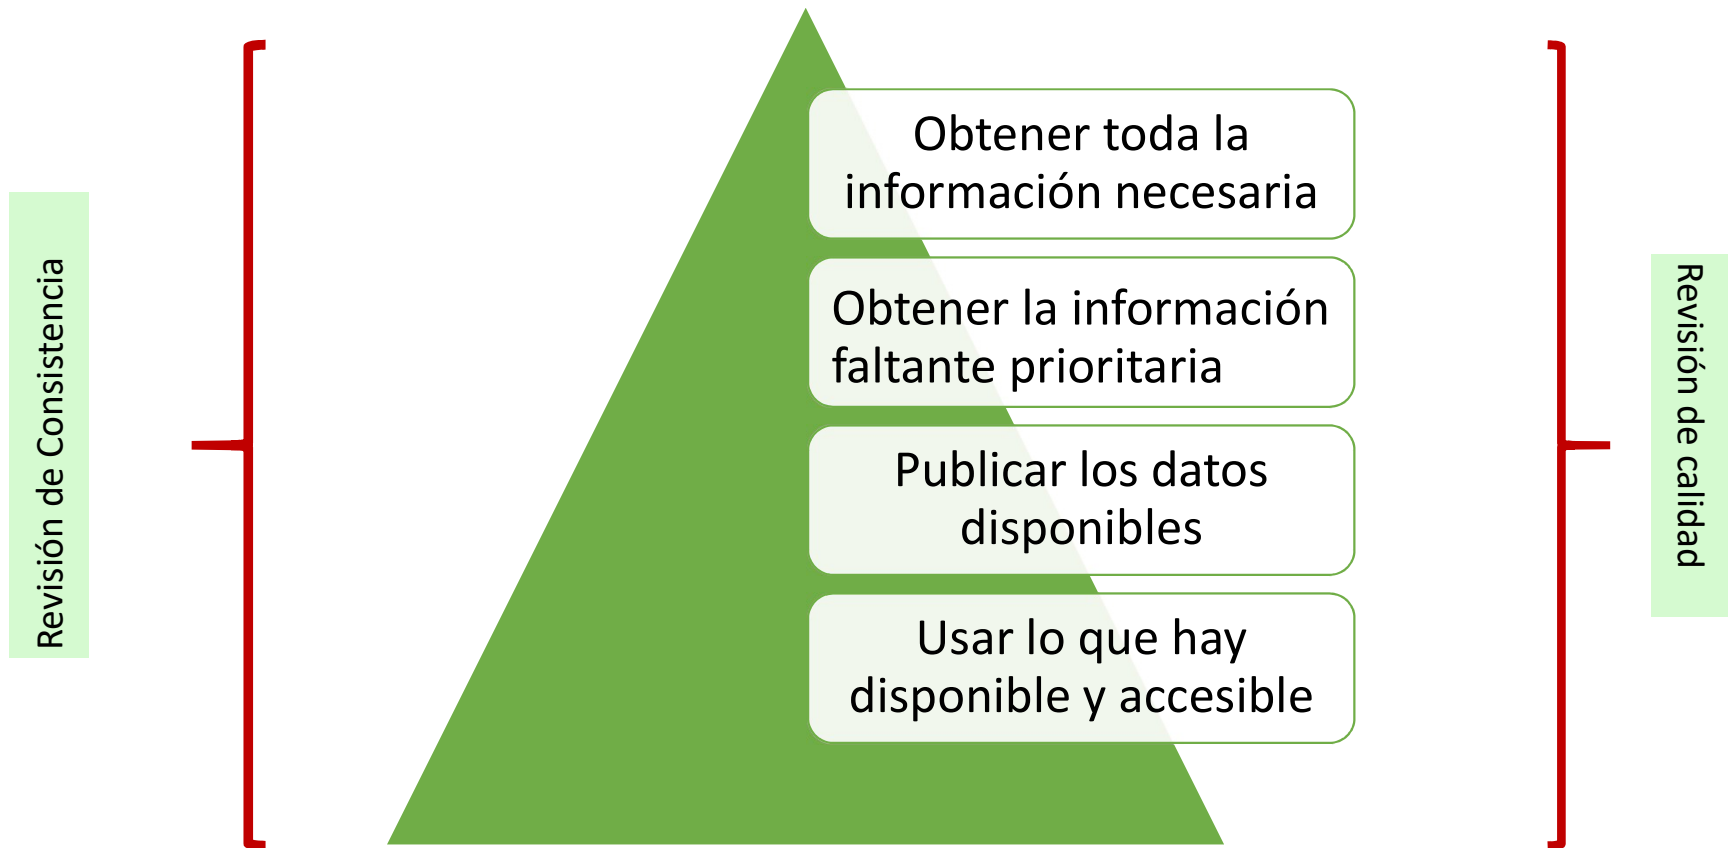 Revisión de Consistencia
Obtener toda la
información necesaria
Obtener la información
faltante prioritaria
Publicar los datos
disponibles
Usar lo que hay
disponible y accesible
Revisión de calidad